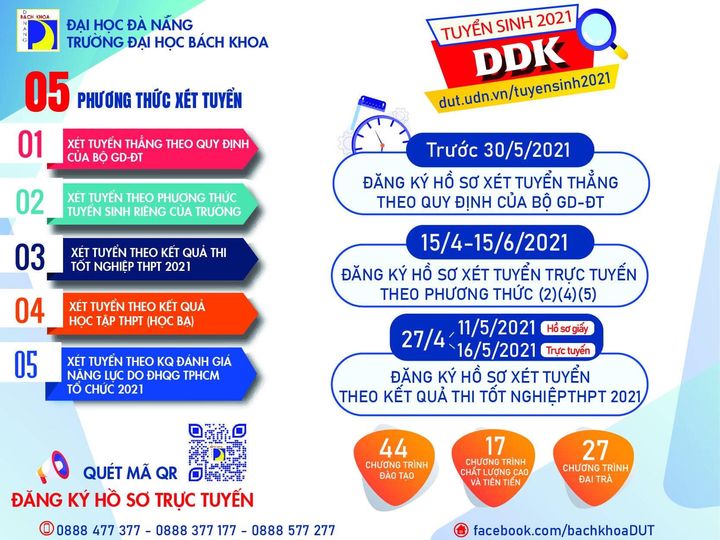 BÁCH KHOA
ĐẠI HỌC ĐÀ NẴNG
TRƯỜNG ĐẠI HỌC BÁCH KHOA
05 PHƯƠNG THỨC XÉT TUYỂN
01
XÉT TUYỂN THẲNG THEO QUY ĐỊNH
CỦA BỘ GD-ĐT
02
XÉT TUYỂN THEO PHƯƠNG THỨC
TUYỂN SINH RIÊNG CỦA TRƯỜNG
03
XÉT TUYỂN THEO KẾT QUẢ THI
TỐT NGHIỆP THPT 2021
04
XÉT TUYỂN THEO KẾT QUẢ
HỌC TẬP THPT (HỌC BẠ)
05
XÉT TUYỂN THEO KQ ĐÁNH GIÁ
NĂNG LỰC DO ĐHQG TPHCM
TỔ CHỨC 2021
QUÉT MÃ QR
ĐĂNG KÝ HỒ SƠ TRỰC TUYẾN
0888 477 377 - 0888 377 177 - 0888 577 277
TUYỂN SINH 2021
DDK
dut.udn.vn/tuyensinh2021
Trước 30/5/2021
ĐĂNG KÝ HỒ SƠ XÉT TUYỂN THẲNG
THEO QUY ĐỊNH CỦA BỘ GD-ĐT
15/4-15/6/2021
ĐĂNG KÝ HỒ SƠ XÉT TUYỂN TRỰC TUYẾN
THEO PHƯƠNG THỨC (2)(4)(5)
27/4
11/5/2021 Hồ sơ giấy
16/5/2021 Trực tuyến
ĐĂNG KÝ HỒ SƠ XÉT TUYỂN
THEO KẾT QUẢ THI TỐT NGHIỆPTHPT 2021
44
CHƯƠNG TRÌNH
ĐÀO TẠO
17
CHƯƠNG TRÌNH
CHẤT LƯỢNG CAO
VÀ TIÊN TIẾN
27
CHƯƠNG TRÌNH
ĐẠI TRÀ
facebook.com/bachkhoaDUT